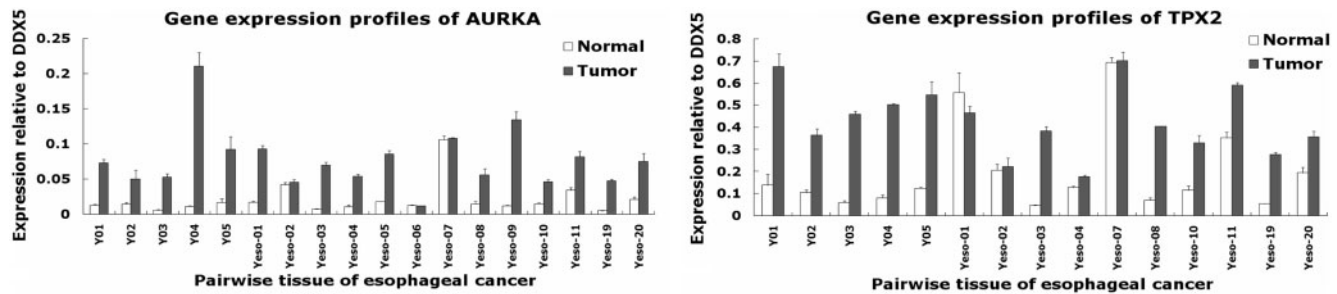 Gene expression profiles of AURKA
Expression relative to DDX5
0.25
0.2
0.15
0.1
0.05
0
Normal
Tumor
Y01
Y02
Y03
Y04
Y05
Yeso-01
Yeso-02
Yeso-03
Yeso-04
Yeso-05
Yeso-06
Yeso-07
Yeso-08
Yeso-09
Yeso-10
Yeso-11
Yeso-19
Yeso-20
Pairwise tissue of esophageal cancer
Gene expression profiles of TPX2
Expression relative to DDX5
0.8
0.7
0.6
0.5
0.4
0.3
0.2
0.1
0
Normal
Tumor
Y01
Y02
Y03
Y04
Y05
Yeso-01
Yeso-02
Yeso-03
Yeso-04
Yeso-07
Yeso-08
Yeso-10
Yeso-11
Yeso-19
Yeso-20
Pairwise tissue of esophageal cancer